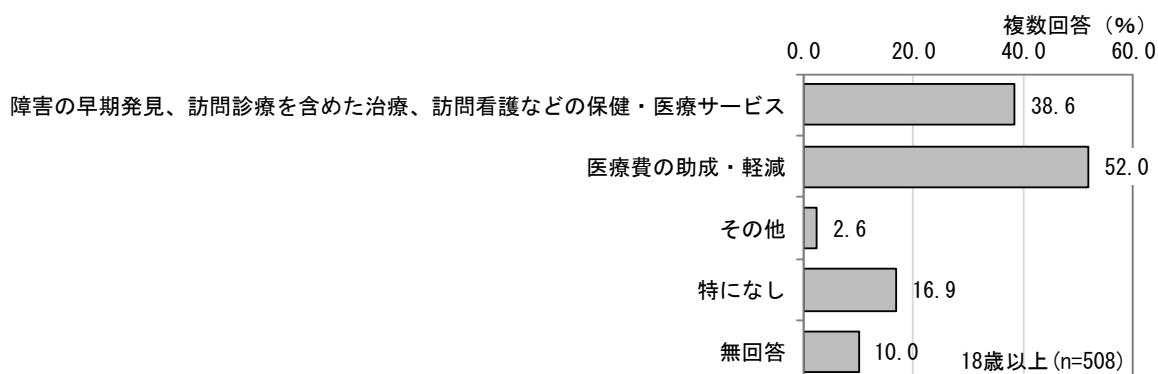 複数回答（％）
0.0 20.0 40.0 60.0
障害の早期発見、訪問診療を含めた治療、訪問看護などの保健・医療サービス 38.6
医療費の助成・軽減 52.0
その他 2.6
特になし 16.9
無回答 10.0 18歳以上(n=508)